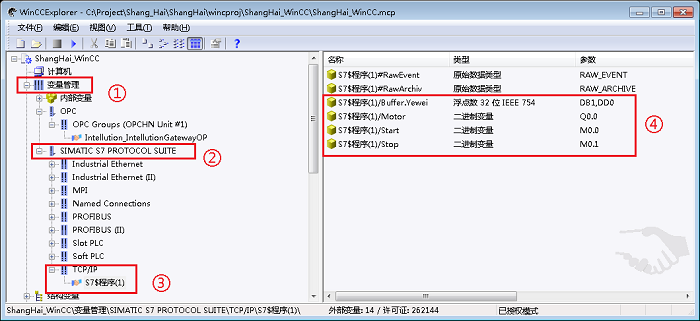 WinCCExplorer - C:\Project\Shang_Hai\ShangHai\wincproj\ShangHai_WinCC\ShangHai_WinCC.mcp
文件(F) 编辑(E) 视图(V) 工具(T) 帮助(H)
ShangHai_WinCC
计算机
变量管理
①
内部变量
OPC
OPC Groups (OPCHN Unit #1)
Intellution_IntellutionGatewayOP
SIMATIC S7 PROTOCOL SUITE
②
Industrial Ethernet
Industrial Ethernet (II)
MPI
Named Connections
PROFIBUS
PROFIBUS (II)
Slot PLC
Soft PLC
TCP/IP
S7$程序(1)
③
结构变量
名称 类型 参数
S7$程序(1)#RawEvent 原始数据类型 RAW_EVENT
S7$程序(1)#RawArchiv 原始数据类型 RAW_ARCHIVE
S7$程序(1)/Buffer.Yewei 浮点数 32 位 IEEE 754 DB1,DD0
S7$程序(1)/Motor 二进制变量 Q0.0
S7$程序(1)/Start 二进制变量 M0.0
S7$程序(1)/Stop 二进制变量 M0.1
④
ShangHai_WinCC\变量管理\SIMATIC S7 PROTOCOL SUITE\TCP/IP\S7$程序(1)\ 外部变量: 14 / 许可证: 262144 已授权模式